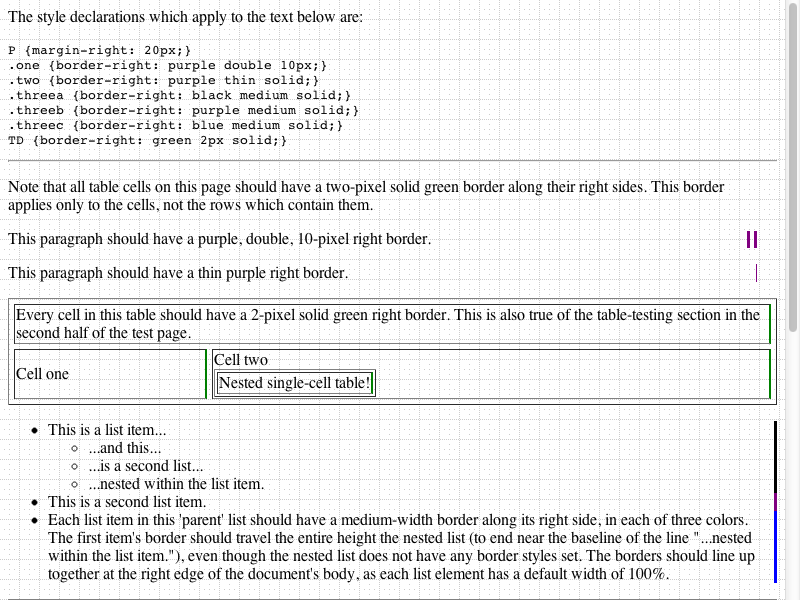 The style declarations which apply to the text below are:
P {margin-right: 20px;}
.one {border-right: purple double 10px;}
.two {border-right: purple thin solid;}
.threea {border-right: black medium solid;}
.threeb {border-right: purple medium solid;}
.threec {border-right: blue medium solid;}
TD {border-right: green 2px solid;}
Note that all table cells on this page should have a two-pixel solid green border along their right sides. This border
applies only to the cells, not the rows which contain them.
This paragraph should have a purple, double, 10-pixel right border.
This paragraph should have a thin purple right border.
Every cell in this table should have a 2-pixel solid green right border. This is also true of the table-testing section in the
second half of the test page.
Cell one
Cell two
Nested single-cell table!
This is a list item...
...and this...
...is a second list...
...nested within the list item.
This is a second list item.
Each list item in this 'parent' list should have a medium-width border along its right side, in each of three colors.
The first item's border should travel the entire height the nested list (to end near the baseline of the line "...nested
within the list item."), even though the nested list does not have any border styles set. The borders should line up
together at the right edge of the document's body, as each list element has a default width of 100%.